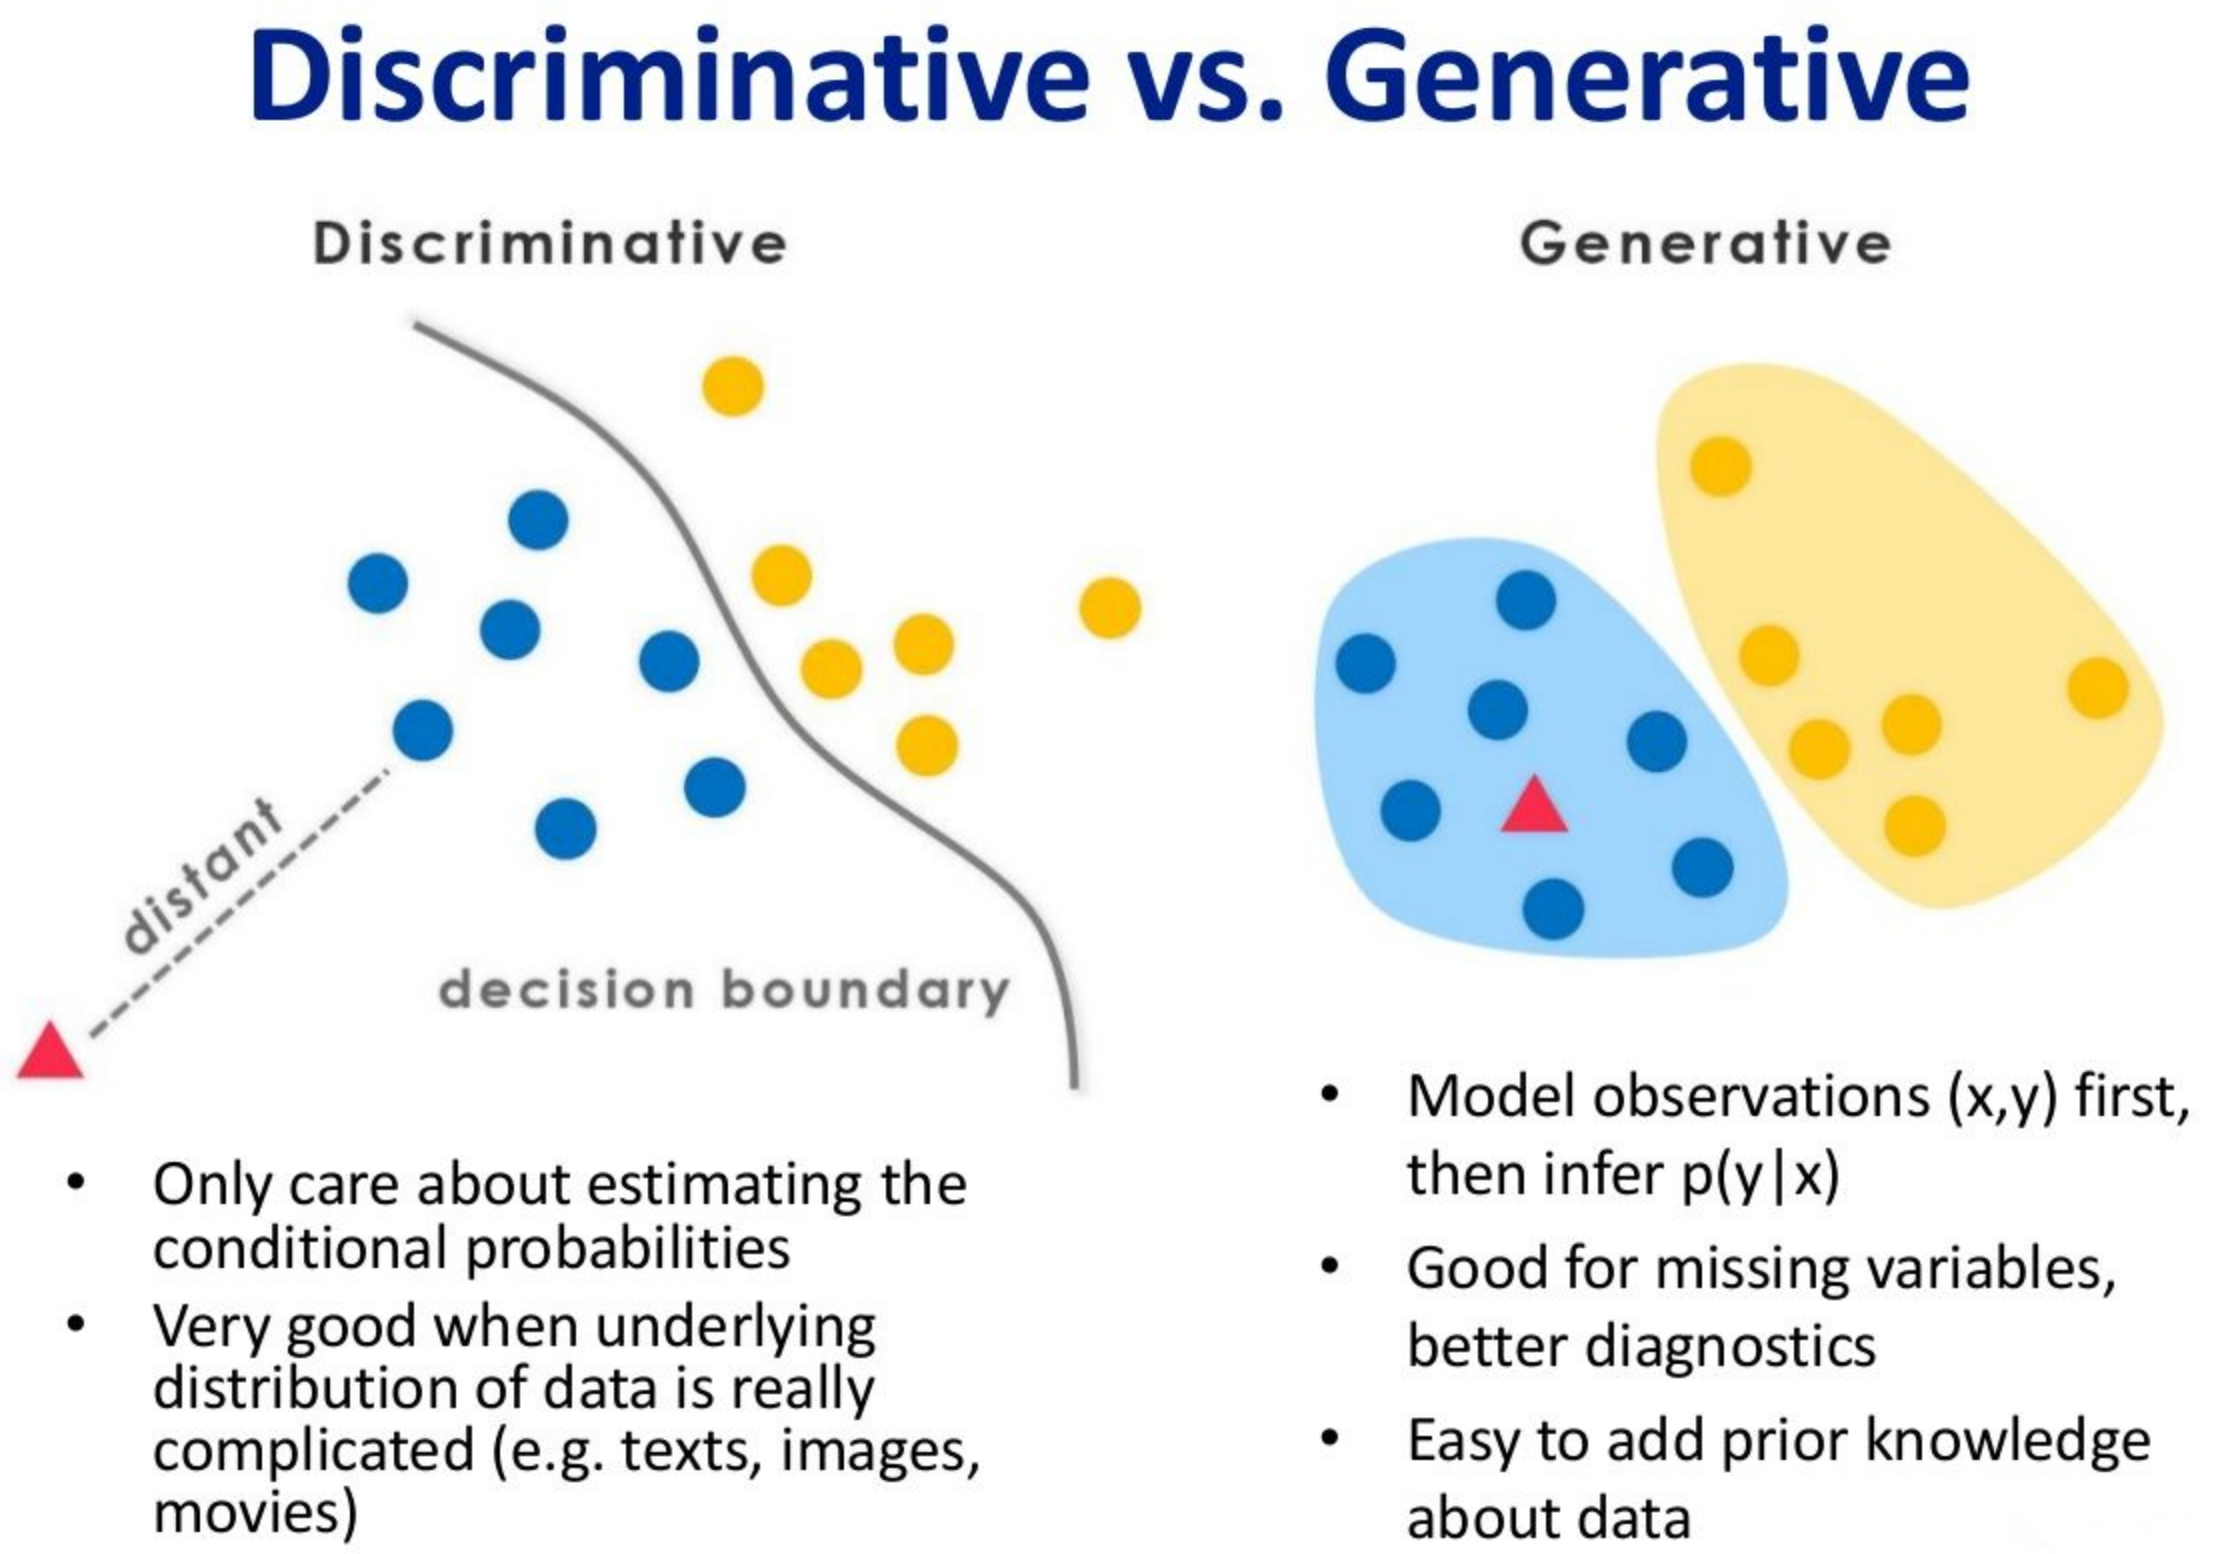 Discriminative vs. Generative
Discriminative
distant
decision boundary
• Only care about estimating the
conditional probabilities
• Very good when underlying
distribution of data is really
complicated (e.g. texts, images,
movies)
Generative
• Model observations (x,y) first,
then infer p(y|x)
• Good for missing variables,
better diagnostics
• Easy to add prior knowledge
about data